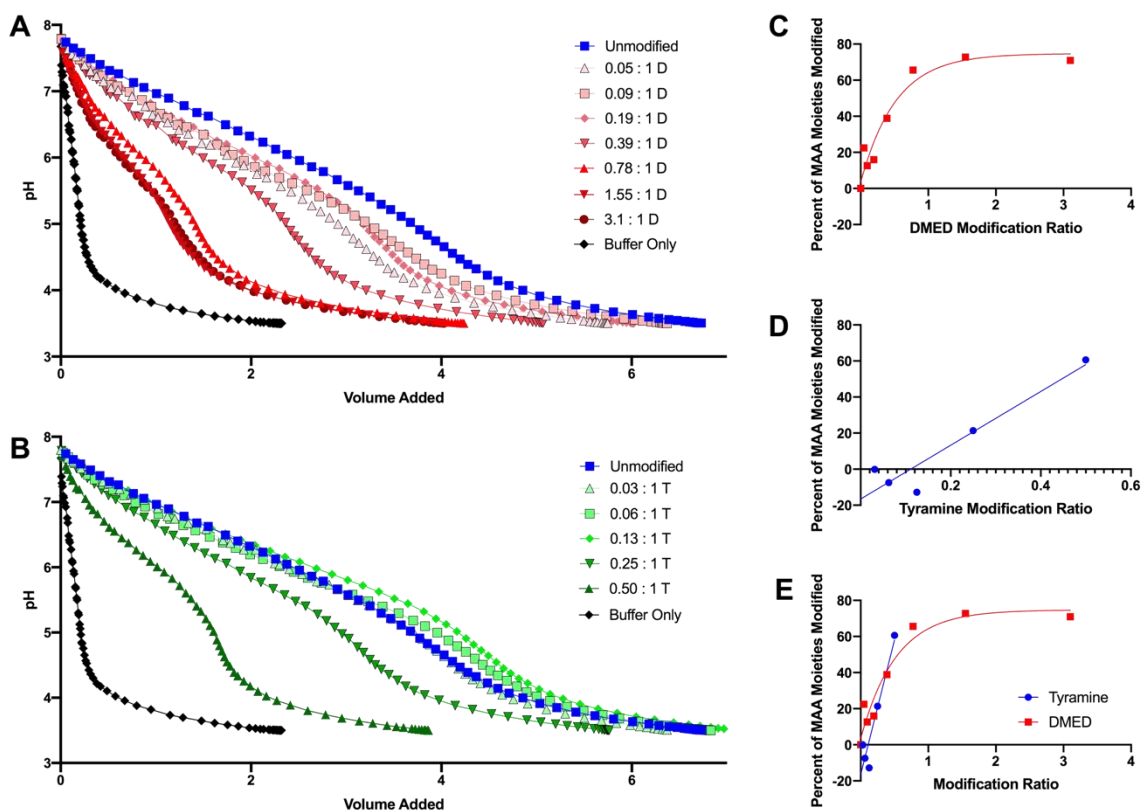 A
8
7
6
5
4
3
pH
0
2
4
6
Volume Added
Unmodified
0.05 : 1 D
0.09 : 1 D
0.19 : 1 D
0.39 : 1 D
0.78 : 1 D
1.55 : 1 D
3.1 : 1 D
Buffer Only
B
8
7
6
5
4
3
pH
0
2
4
6
Volume Added
Unmodified
0.03 : 1 T
0.06 : 1 T
0.13 : 1 T
0.25 : 1 T
0.50 : 1 T
Buffer Only
C
Percent of MAA Moieties Modified
80
60
40
20
0
-20
1
2
3
4
DMED Modification Ratio
D
Percent of MAA Moieties Modified
80
60
40
20
0
-20
0.2
0.4
0.6
Tyramine Modification Ratio
E
Percent of MAA Moieties Modified
80
60
40
20
0
-20
1
2
3
4
Tyramine
DMED
Modification Ratio